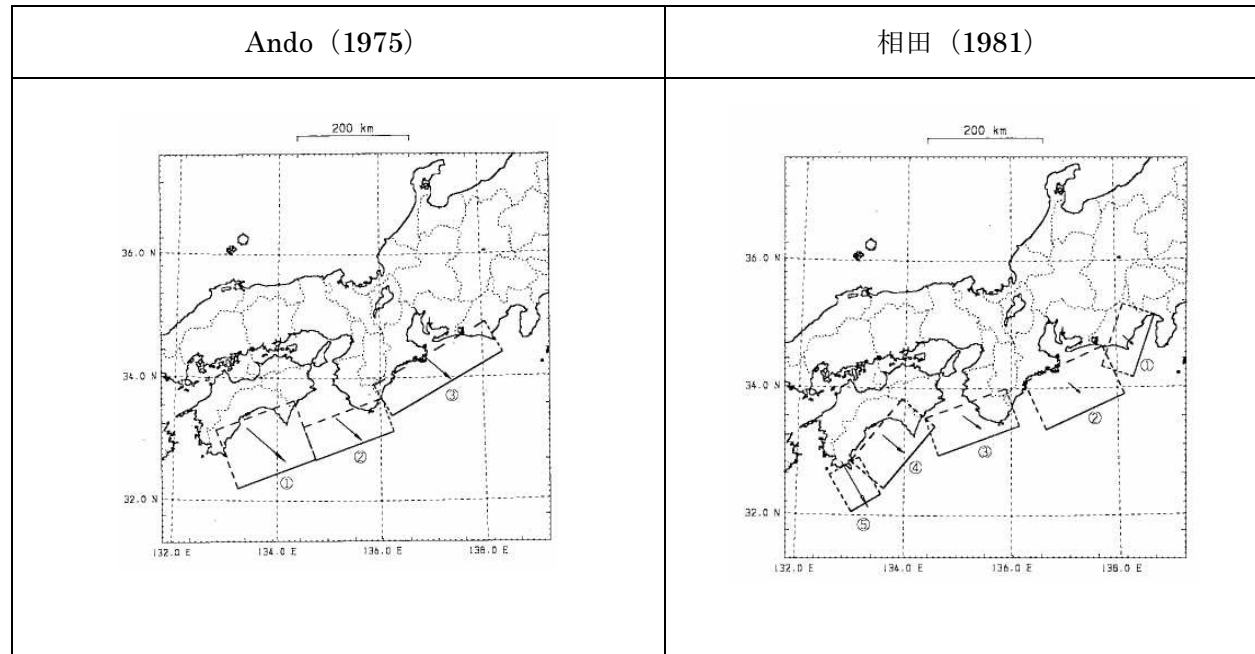 Ando（1975）
相田（1981）
200 km
36.0 N
34.0 N
32.0 N
132.0 E
134.0 E
136.0 E
138.0 E
①
②
③
200 km
36.0 N
34.0 N
32.0 N
132.0 E
134.0 E
136.0 E
138.0 E
①
②
③
④
⑤